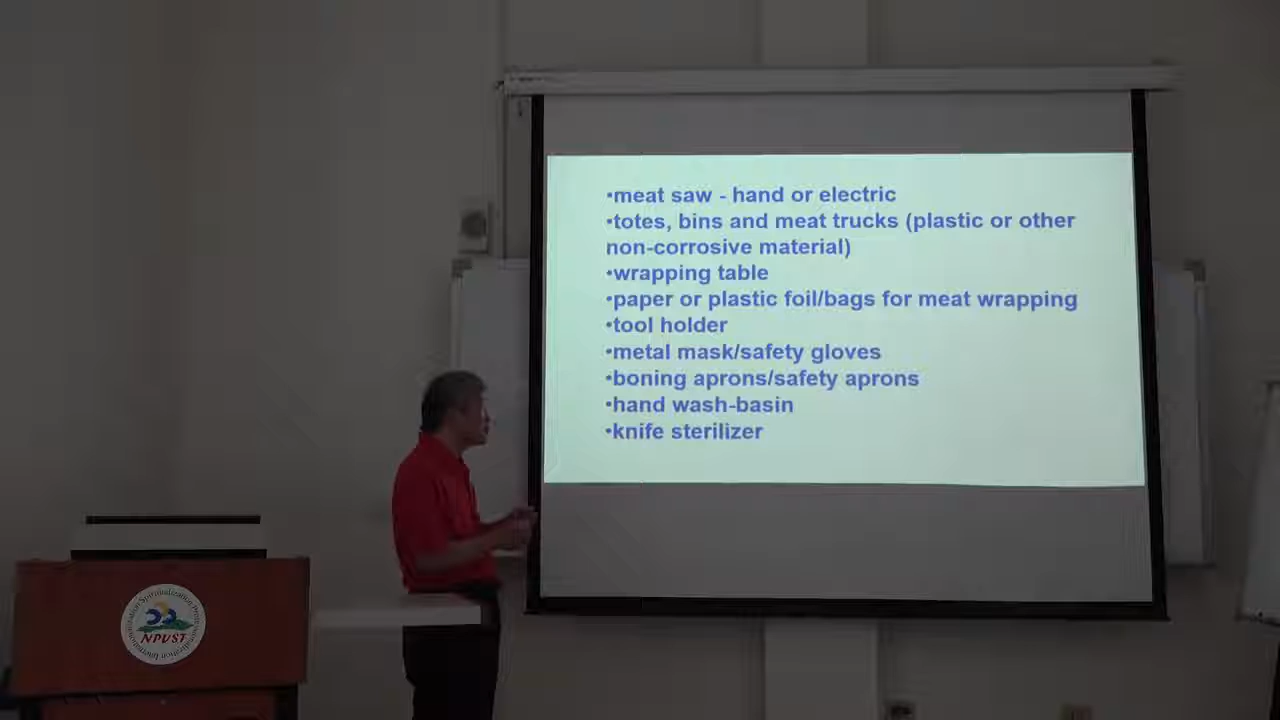 •meat saw - hand or electric
•totes, bins and meat trucks (plastic or other
non-corrosive material)
•wrapping table
•paper or plastic foil/bags for meat wrapping
•tool holder
•metal mask/safety gloves
•boning aprons/safety aprons
•hand wash-basin
•knife sterilizer
NPUST